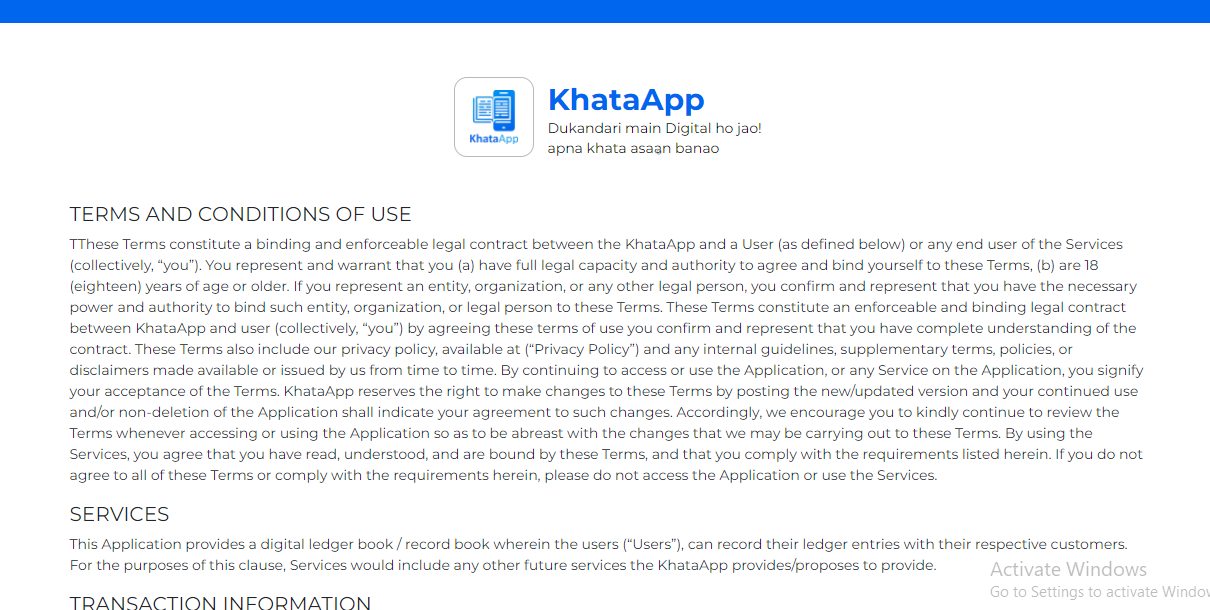 KhataApp
KhataApp
Dukandari main Digital ho jao!
apna khata asaan banao
TERMS AND CONDITIONS OF USE
TThese Terms constitute a binding and enforceable legal contract between the KhataApp and a User (as defined below) or any end user of the Services
(collectively, “you”). You represent and warrant that you (a) have full legal capacity and authority to agree and bind yourself to these Terms, (b) are 18
(eighteen) years of age or older. If you represent an entity, organization, or any other legal person, you confirm and represent that you have the necessary
power and authority to bind such entity, organization, or legal person to these Terms. These Terms constitute an enforceable and binding legal contract
between KhataApp and user (collectively, “you”) by agreeing these terms of use you confirm and represent that you have complete understanding of the
contract. These Terms also include our privacy policy, available at (“Privacy Policy”) and any internal guidelines, supplementary terms, policies, or
disclaimers made available or issued by us from time to time. By continuing to access or use the Application, or any Service on the Application, you signify
your acceptance of the Terms. KhataApp reserves the right to make changes to these Terms by posting the new/updated version and your continued use
and/or non-deletion of the Application shall indicate your agreement to such changes. Accordingly, we encourage you to kindly continue to review the
Terms whenever accessing or using the Application so as to be abreast with the changes that we may be carrying out to these Terms. By using the
Services, you agree that you have read, understood, and are bound by these Terms, and that you comply with the requirements listed herein. If you do not
agree to all of these Terms or comply with the requirements herein, please do not access the Application or use the Services.
SERVICES
This Application provides a digital ledger book / record book wherein the users (“Users”), can record their ledger entries with their respective customers.
For the purposes of this clause, Services would include any other future services the KhataApp provides/proposes to provide.
Activate Windows
Go to Settings to activate Window
TRANSACTION INFORMATION